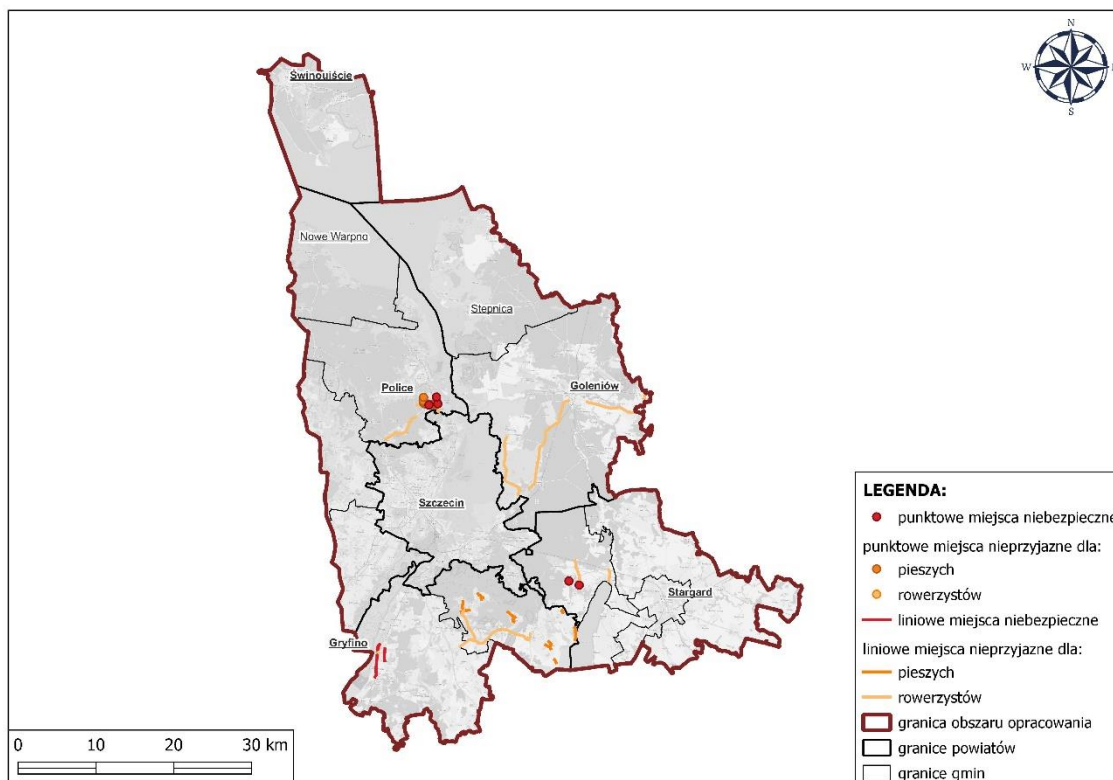 N
W
S
Świnoujście
Nowe Warpno
Stepnica
Police
Goleniów
Szczecin
Stargard
Gryfino
LEGENDA:
punktowe miejsca niebezpieczne
punktowe miejsca nieprzyjazne dla:
pieszych
rowerzystów
liniowe miejsca niebezpieczne
liniowe miejsca nieprzyjazne dla:
pieszych
rowerzystów
granica obszaru opracowania
granice powiatów
granice gmin
0 10 20 30 km